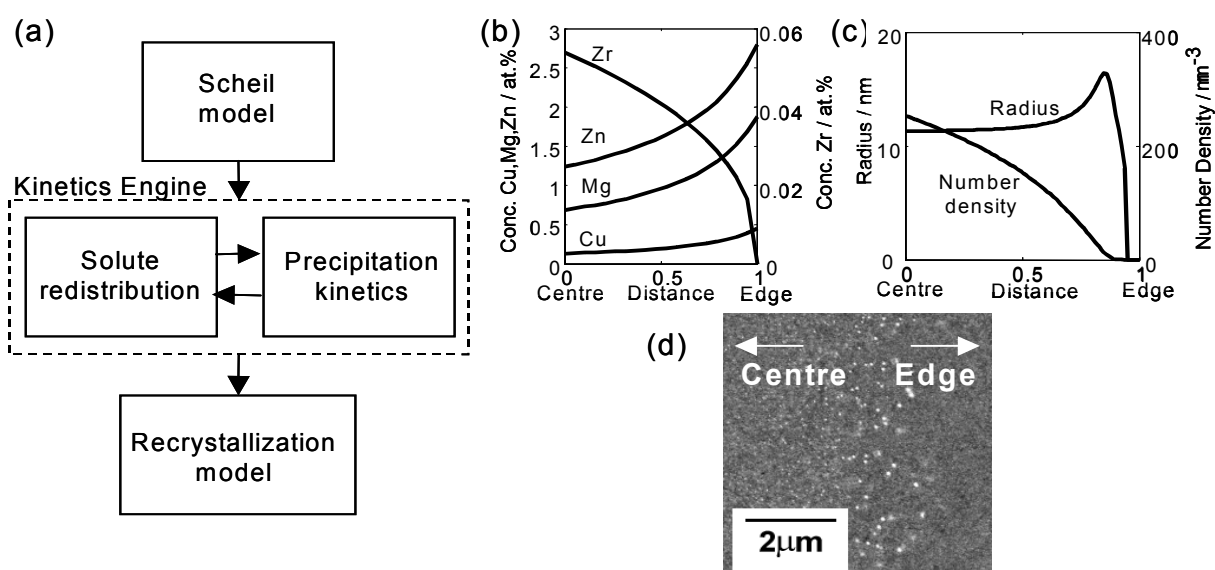 (a)
Scheil
model
Kinetics Engine
Solute
redistribution
Precipitation
kinetics
Recrystallization
model
(b)
Conc. Cu,Mg,Zn / at.%
3
2.5
2
1.5
1
0.5
0
Zr
Zn
Mg
Cu
0.06
0.04
0.02
0
Conc. Zr / at.%
0
0.5
1
Centre
Distance
Edge
(c)
Radius / nm
20
10
0
Radius
Number
density
400
200
0
Number Density /
0
0.5
1
Centre
Distance
Edge
(d)
Centre
Edge
2μm